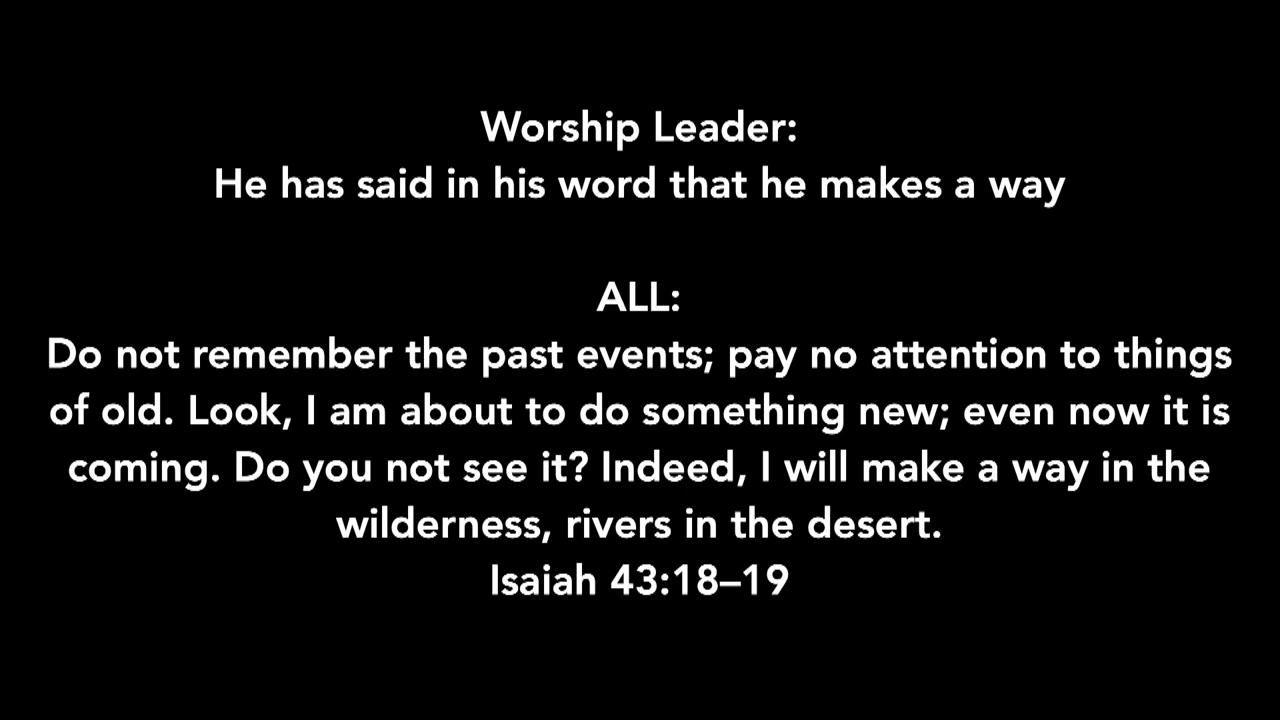 Worship Leader:
He has said in his word that he makes a way
ALL:
Do not remember the past events; pay no attention to things
of old. Look, I am about to do something new; even now it is
coming. Do you not see it? Indeed, I will make a way in the
wilderness, rivers in the desert.
Isaiah 43:18–19